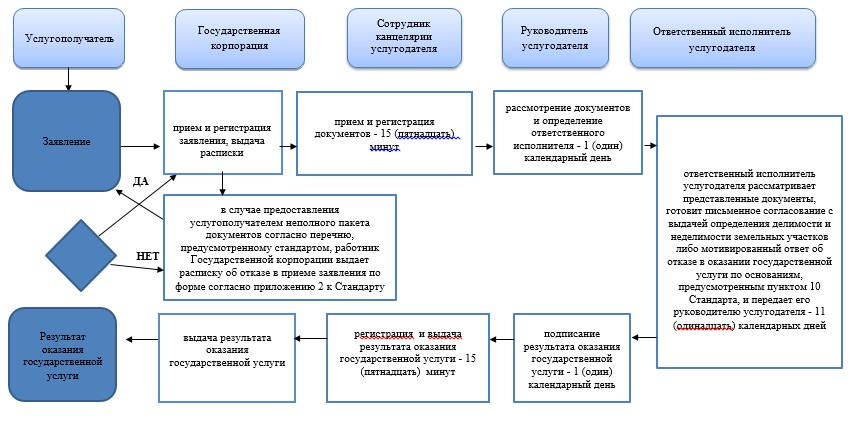 Услугополучатель
Государственная
корпорация
Сотрудник
канцелярии
услугодателя
Руководитель
услугодателя
Ответственный исполнитель
услугодателя
Заявление
прием и регистрация
заявления, выдача
расписки
прием и регистрация
документов - 15 (пятнадцать)
минут
рассмотрение документов
и определение
ответственного
исполнителя - 1 (один)
календарный день
ответственный исполнитель
услугодателя рассматривает
представленные документы,
готовит письменное согласование с
выдачей определения делимости и
неделимости земельных участков
либо мотивированный ответ об
отказе в оказании государственной
услуги по основаниям,
предусмотренным пунктом 10
Стандарта, и передает его
руководителю услугодателя - 11
(одинадцать) календарных дней
ДА
НЕТ
в случае предоставления
услугополучателем неполного пакета
документов согласно перечню,
предусмотренному стандартом, работник
Государственной корпорации выдает
расписку об отказе в приеме заявления по
форме согласно приложению 2 к Стандарту
Результат
оказания
государственной
услуги
выдача результата
оказания
государственной услуги
регистрация и выдача
результата оказания
государственной услуги - 15
(пятнадцать) минут
подписание
результата оказания
государственной
услуги - 1 (один)
календарный день